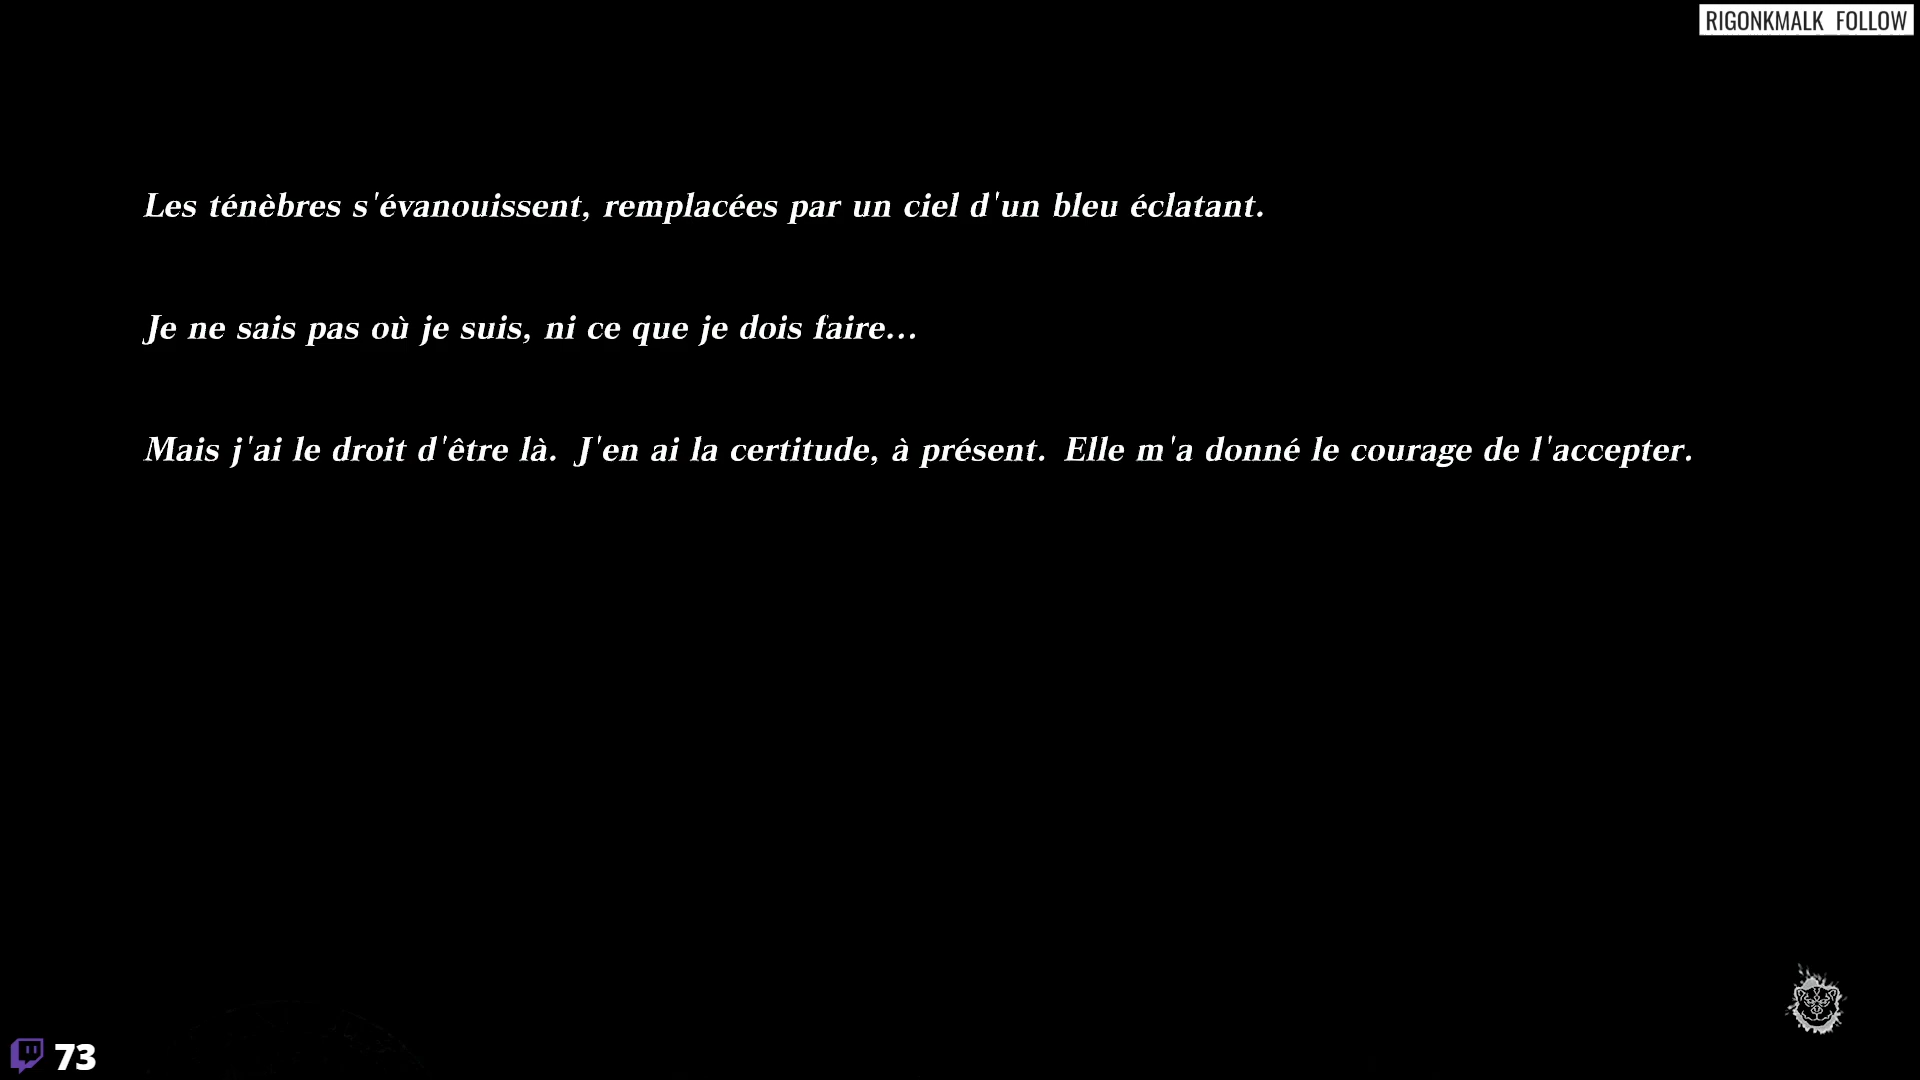 RIGONKMALK FOLLOW
Les ténèbres s'évanouissent, remplacées par un ciel d'un bleu éclatant.
Je ne sais pas où je suis, ni ce que je dois faire...
Mais j'ai le droit d'être là. J'en ai la certitude, à présent. Elle m'a donné le courage de l'accepter.
73